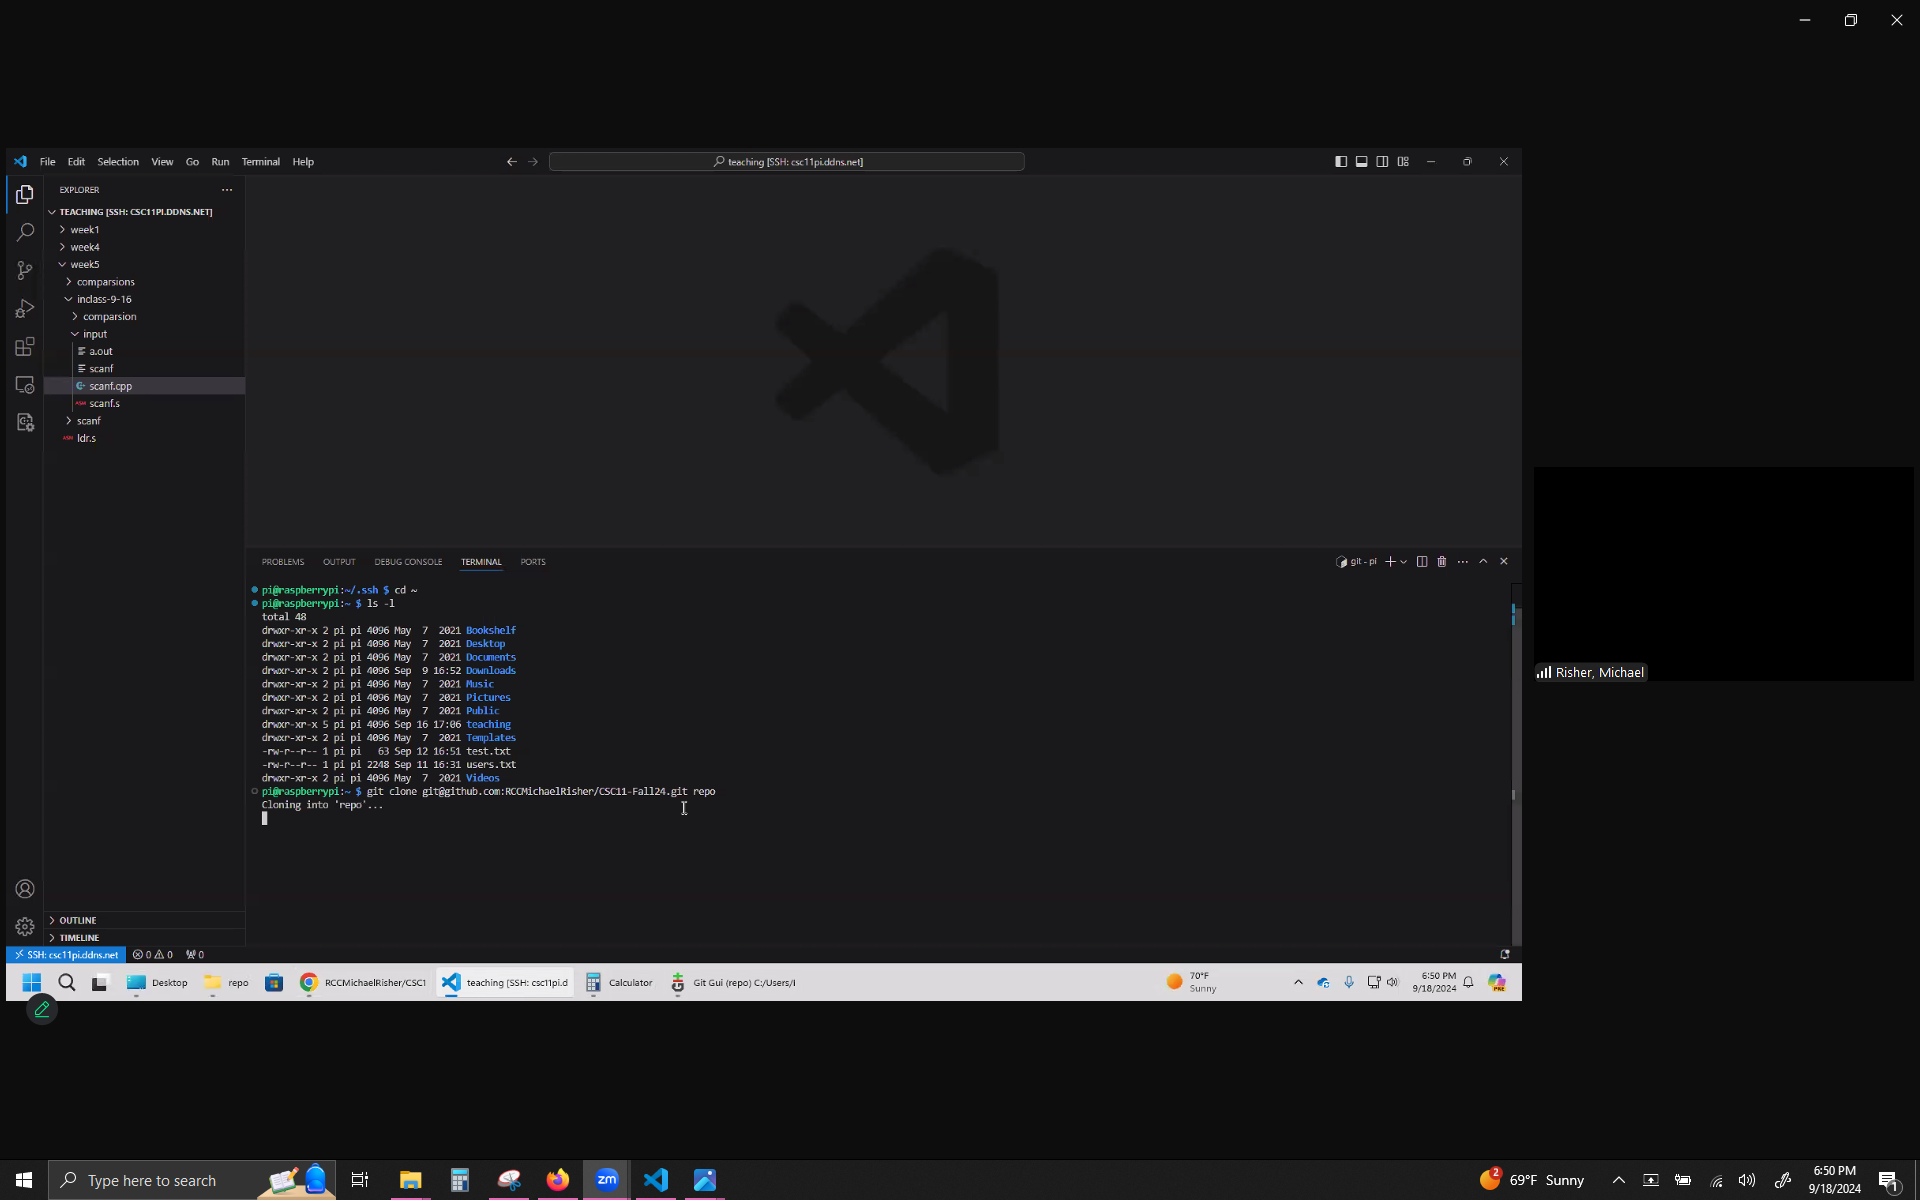 File Edit Selection View Go Run Terminal Help
teaching [SSH: csc11pi.ddns.net]
EXPLORER
TEACHING [SSH: CSC11PI.DDNS.NET]
week1
week4
week5
comparsions
inclass-9-16
comparsion
input
a.out
scanf
scanf.cpp
scanf.s
scanf
ldr.s
OUTLINE
TIMELINE
PROBLEMS OUTPUT DEBUG CONSOLE TERMINAL PORTS
git - pi
pi@raspberrypi:~/.ssh $ cd ~
pi@raspberrypi:~ $ ls -l
total 48
drwxr-xr-x 2 pi pi 4096 May 7 2021 Bookshelf
drwxr-xr-x 2 pi pi 4096 May 7 2021 Desktop
drwxr-xr-x 2 pi pi 4096 May 7 2021 Documents
drwxr-xr-x 2 pi pi 4096 Sep 9 16:52 Downloads
drwxr-xr-x 2 pi pi 4096 May 7 2021 Music
drwxr-xr-x 2 pi pi 4096 May 7 2021 Pictures
drwxr-xr-x 2 pi pi 4096 May 7 2021 Public
drwxr-xr-x 5 pi pi 4096 Sep 16 17:06 teaching
drwxr-xr-x 2 pi pi 4096 May 7 2021 Templates
-rw-r--r-- 1 pi pi 63 Sep 12 16:51 test.txt
-rw-r--r-- 1 pi pi 2248 Sep 11 16:31 users.txt
drwxr-xr-x 2 pi pi 4096 May 7 2021 Videos
pi@raspberrypi:~ $ git clone git@github.com:RCCMichaelRisher/CSC11-Fall24.git repo
Cloning into 'repo'...
SSH: csc11pi.ddns.net 0 0 0
Desktop repo RCCMichaelRisher/CSC1 teaching [SSH: csc11pi.d Calculator Git Gui (repo) C:/Users/I
70°F
Sunny
6:50 PM
9/18/2024
PRE
Risher, Michael
Type here to search
zm
2
69°F Sunny
6:50 PM
9/18/2024
1